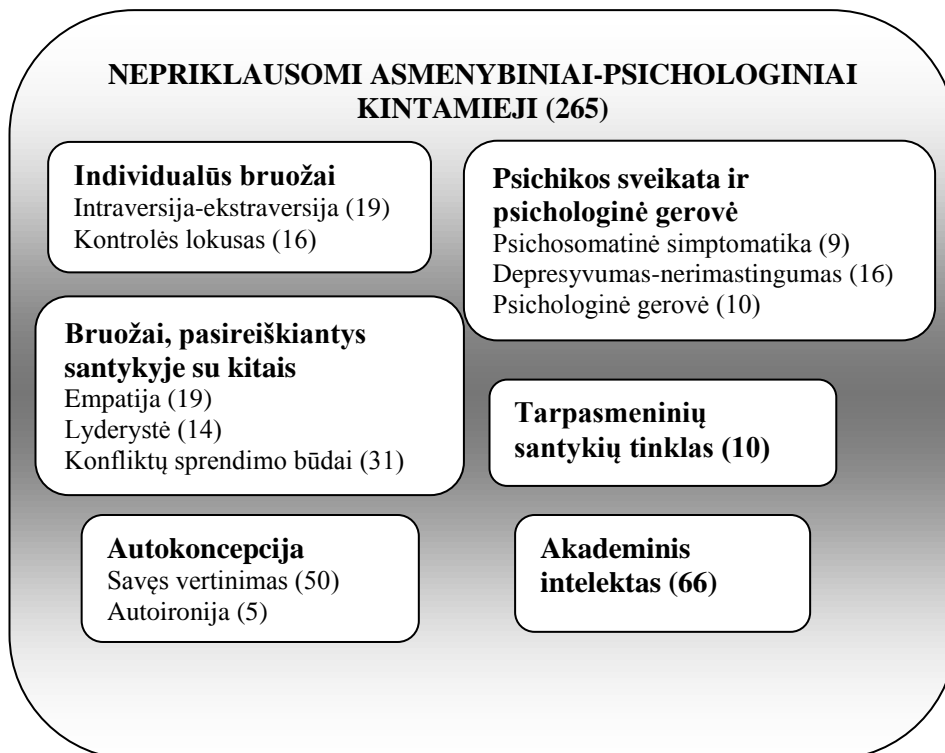 NEPRIKLAUSOMI ASMENYBINIAI-PSICHOLOGINIAI
KINTAMIEJI (265)
Individualūs bruožai
Intraversija-ekstraversija (19)
Kontrolės lokusas (16)
Psichikos sveikata ir
psichologinė gerovė
Psichosomatinė simptomatika (9)
Depresyvumas-nerimastingumas (16)
Psichologinė gerovė (10)
Bruožai, pasireiškiantys
santykyje su kitais
Empatija (19)
Lyderystė (14)
Konfliktų sprendimo būdai (31)
Tarpasmeninių
santykių tinklas (10)
Autokoncepcija
Savęs vertinimas (50)
Autoironija (5)
Akademinis
intelektas (66)